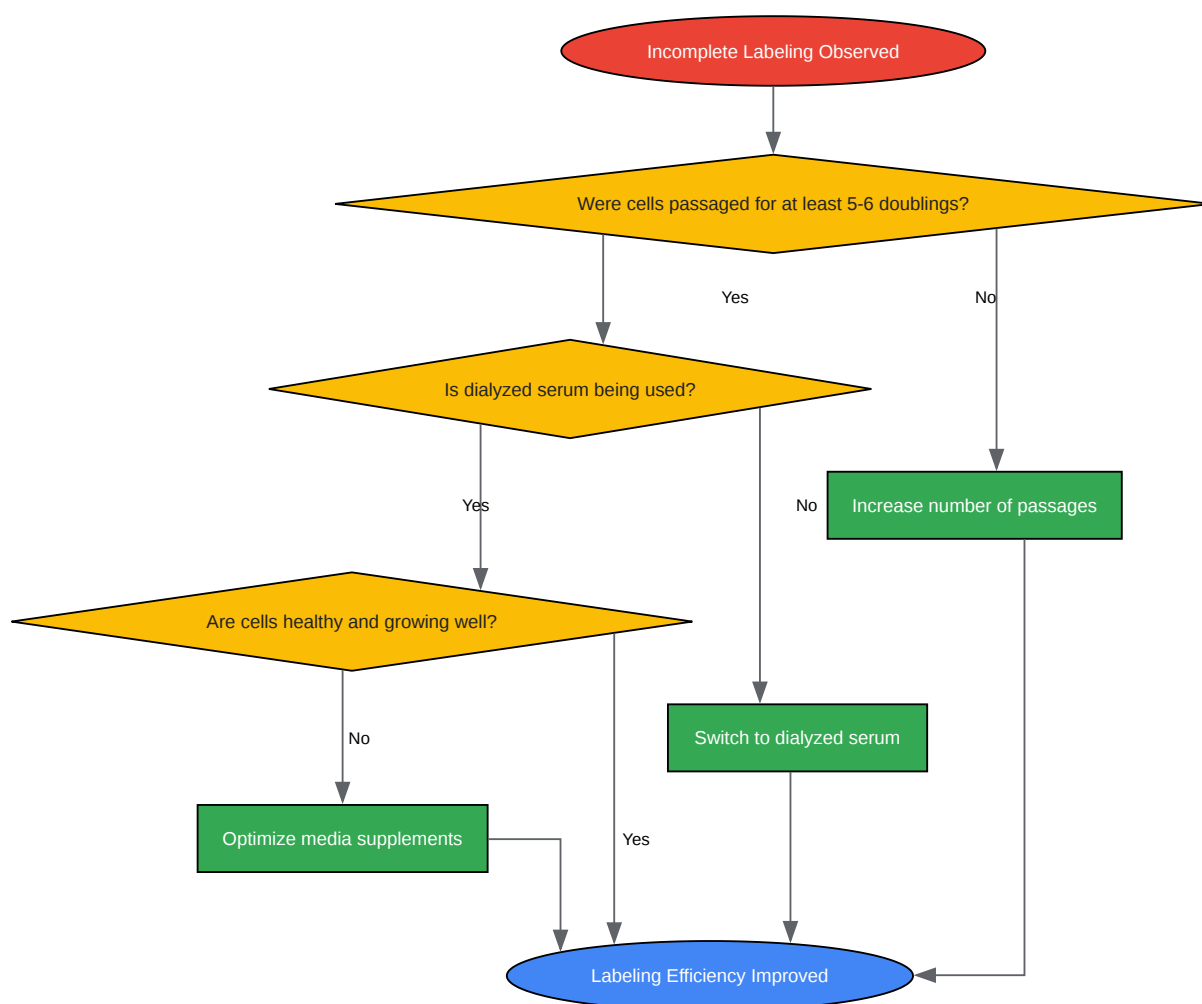 Incomplete Labeling Observed
Were cells passaged for at least 5-6 doublings?
Yes
No
Is dialyzed serum being used?
Yes
No
Increase number of passages
Are cells healthy and growing well?
Switch to dialyzed serum
No
Optimize media supplements
Yes
Labeling Efficiency Improved